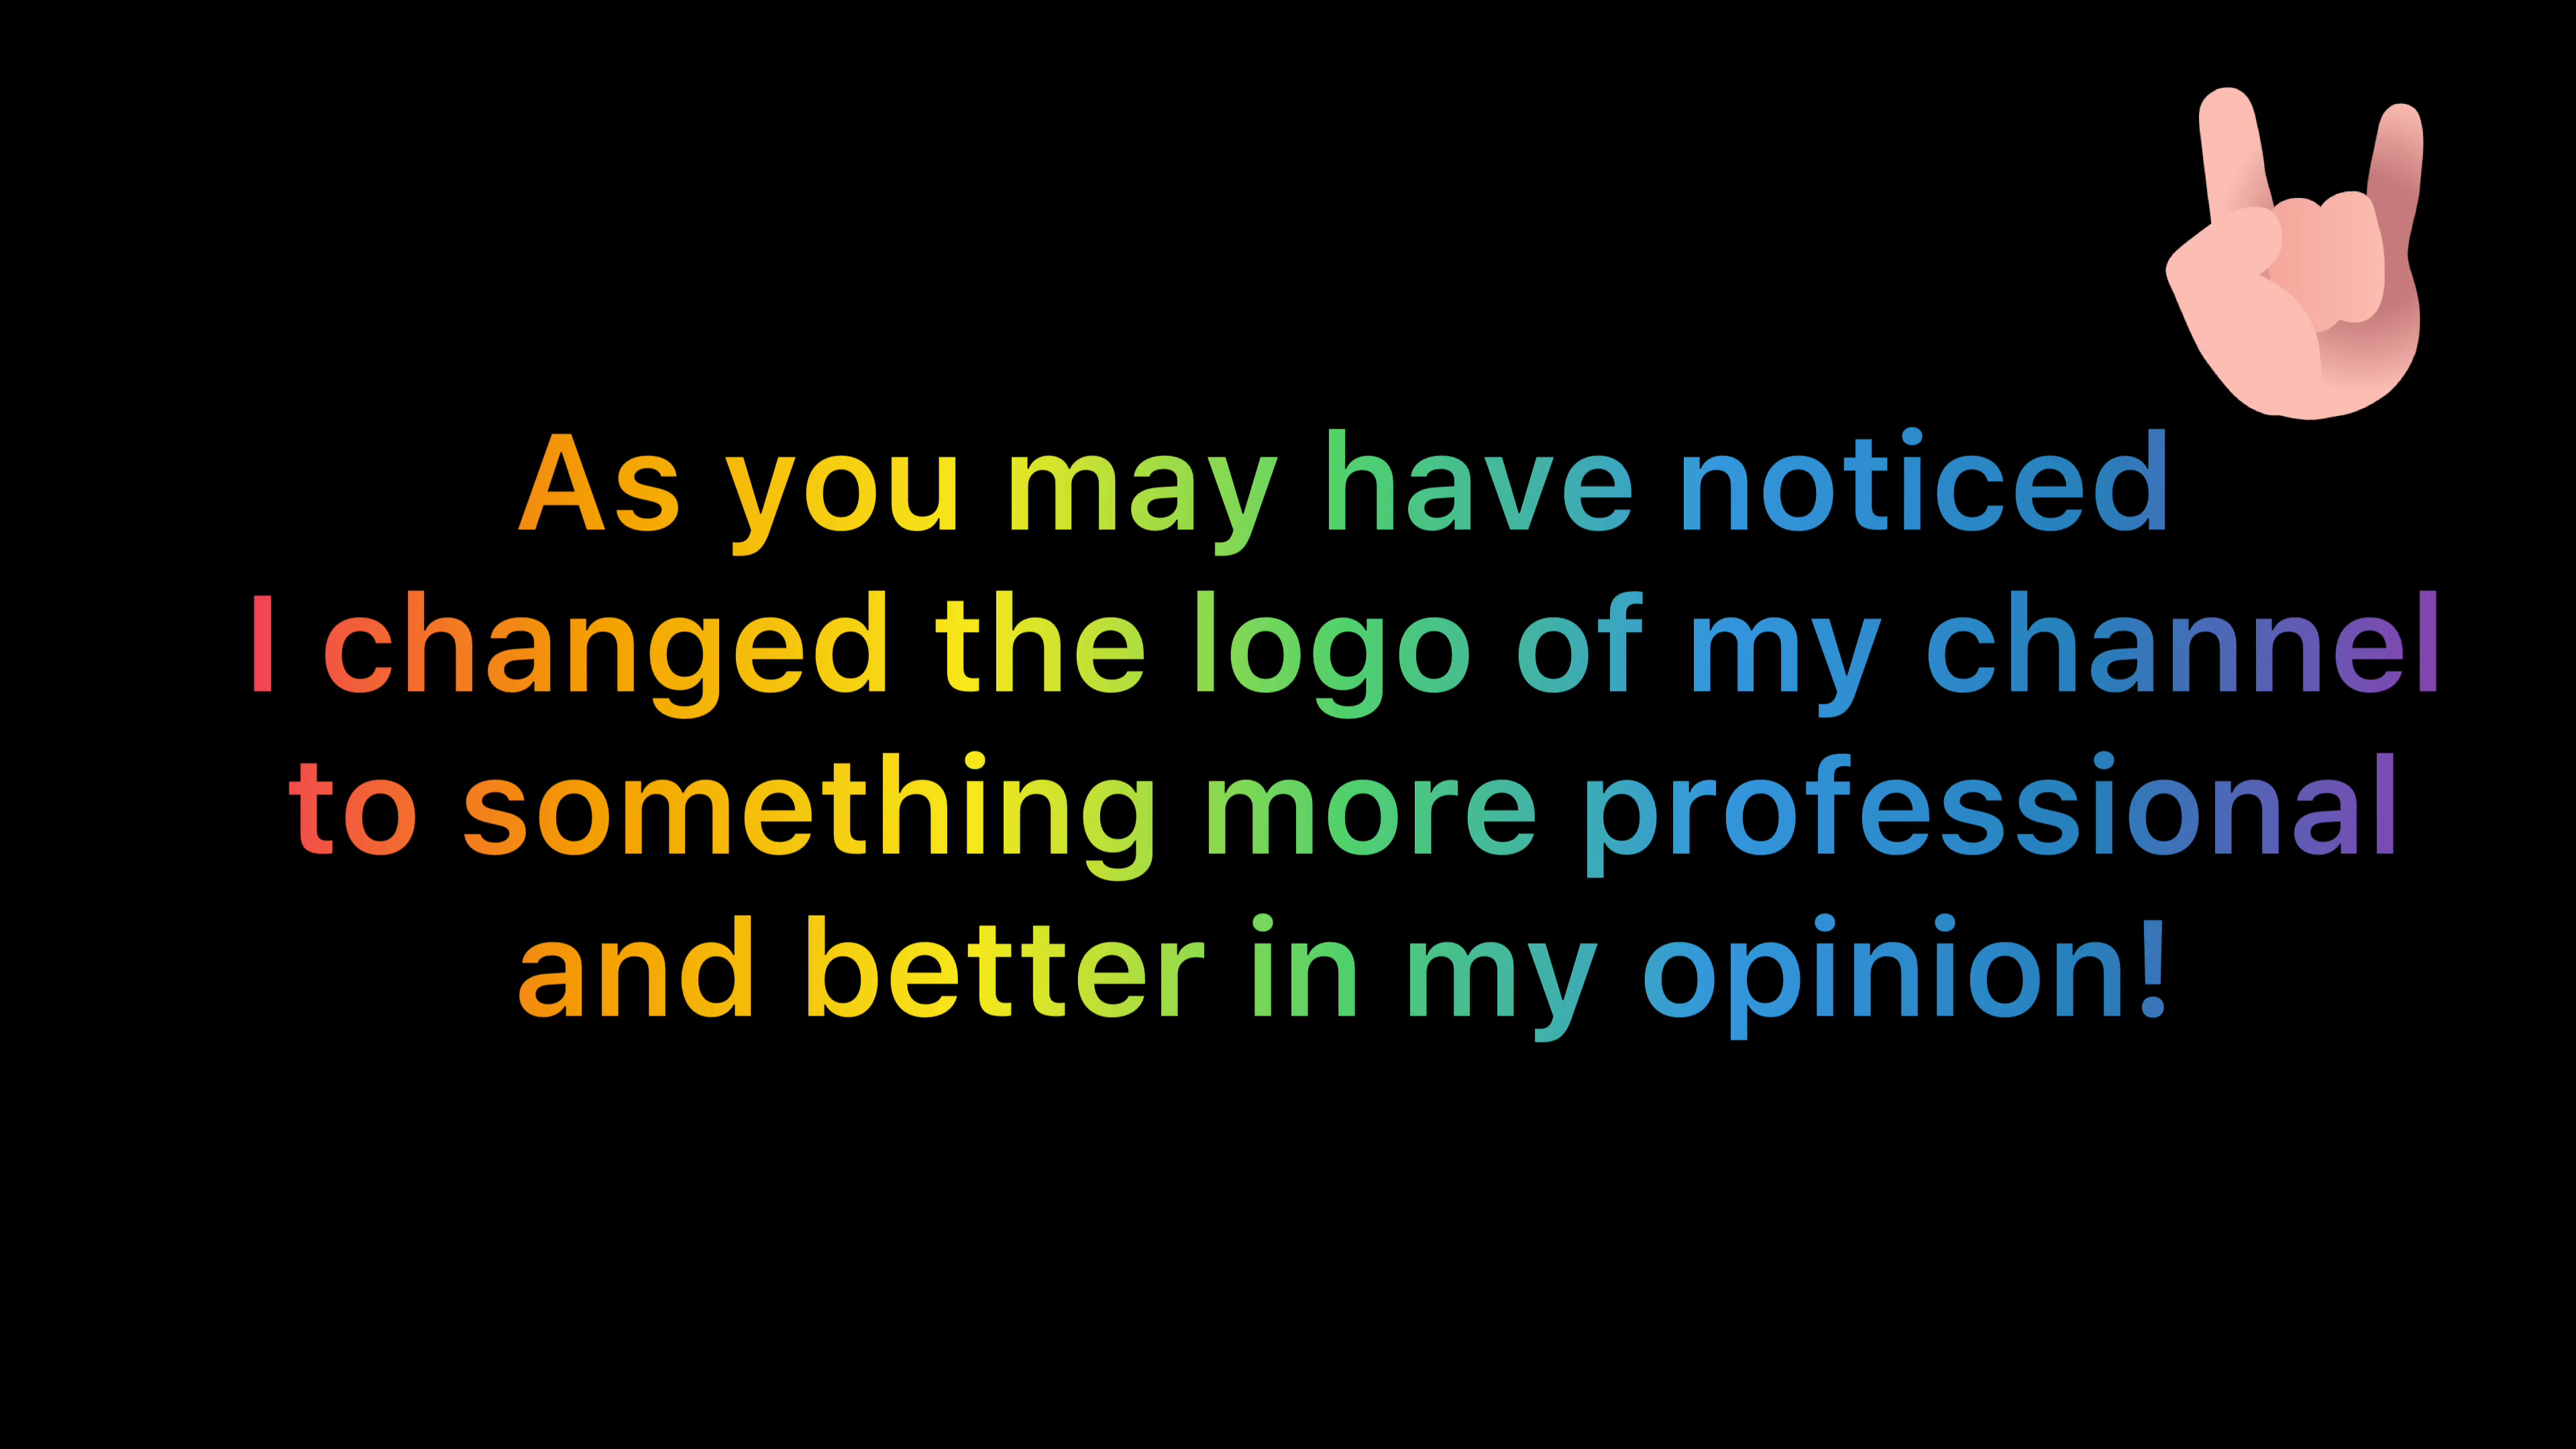 As you may have noticed
I changed the logo of my channel
to something more professional
and better in my opinion!